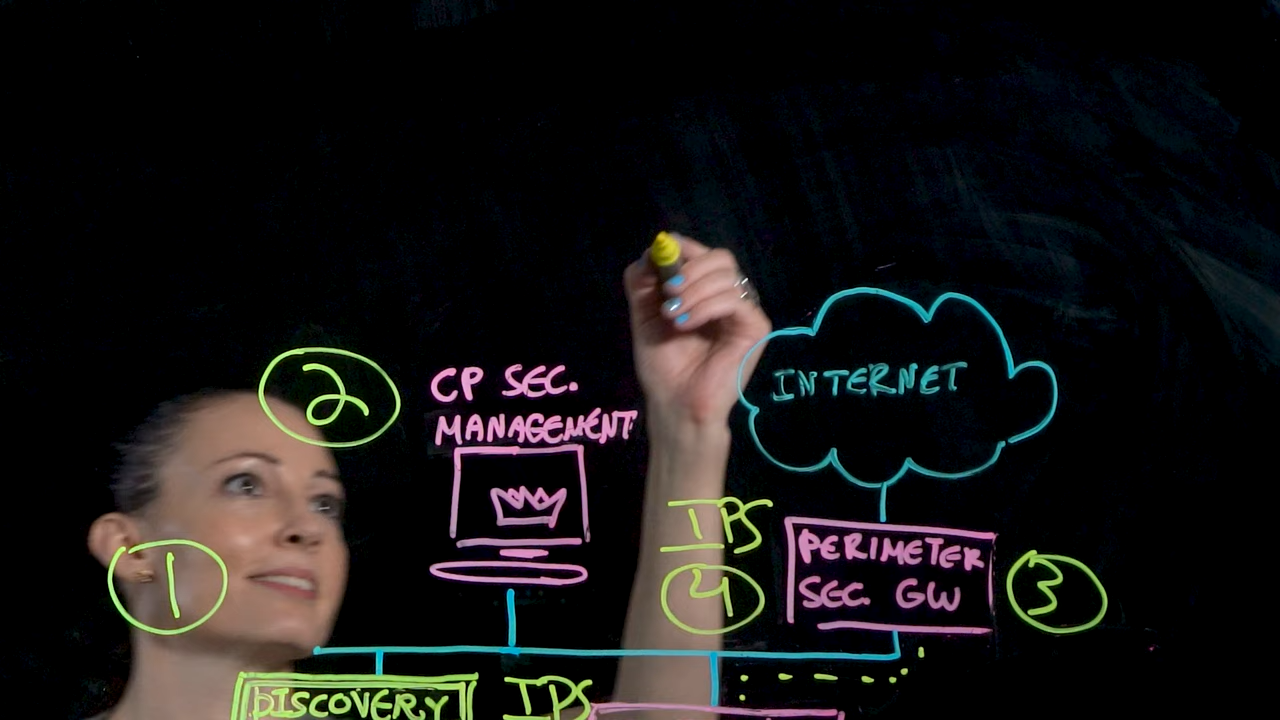 2
CP SEC.
MANAGEMENT
INTERNET
IPS
PERIMETER
SEC. GW
1
4
3
DISCOVERY
IPS